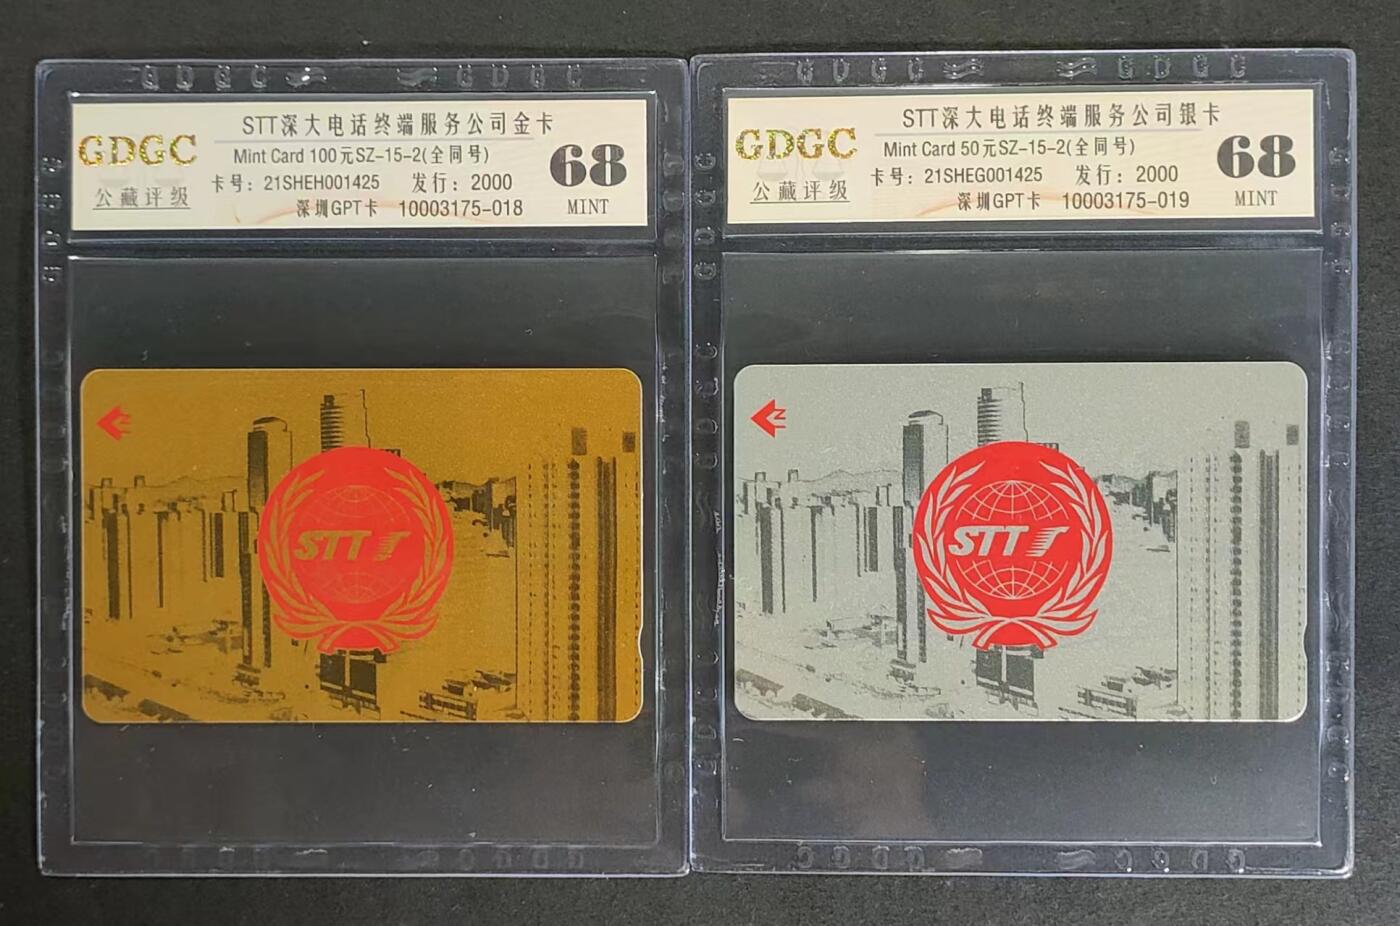 GDGC
公藏评级
STT深大电话终端服务公司金卡
Mint Card 100元SZ-15-2(全同号)
卡号：21SHEH001425 发行：2000
深圳GPT卡 10003175-018
68
MINT
GDGC
公藏评级
STT深大电话终端服务公司银卡
Mint Card 50元SZ-15-2(全同号)
卡号：21SHEG001425 发行：2000
深圳GPT卡 10003175-019
68
MINT
STT
STT
GDGC
GDGC
GDGC
GDGC